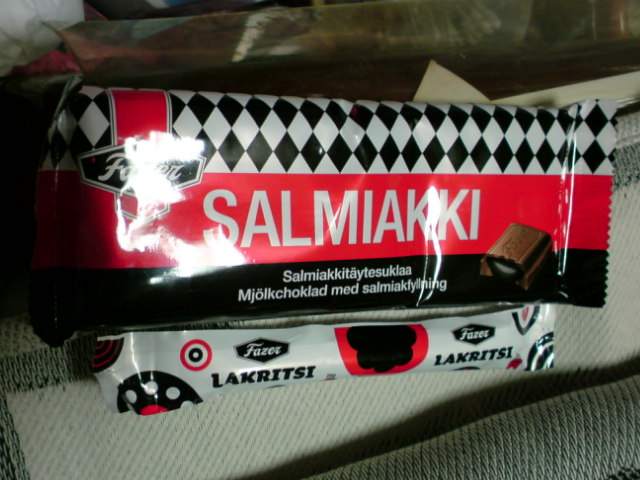 Fazer
SALMIAKKI
Salmiakkitäytesuklaa
Mjölkchoklad med salmiakfyllning
Fazer
LAKRITSI
Fazer
LAKRITSI